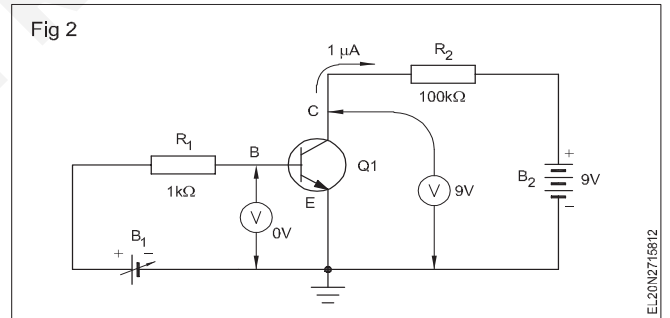 Fig 2
1 µA
R2
100kΩ
C
R1
1kΩ
B
Q1
E
V
0V
V
9V
B2
+
9V
−
B1
+
−
EL20N2715812